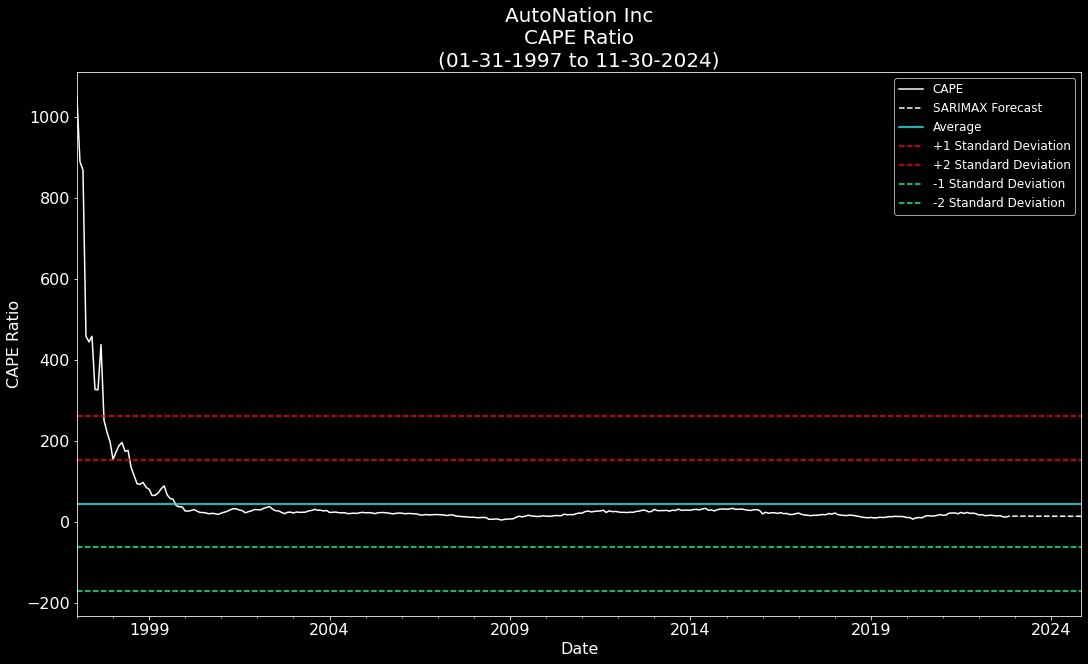 AutoNation Inc
CAPE Ratio
(01-31-1997 to 11-30-2024)
CAPE
SARIMAX Forecast
Average
+1 Standard Deviation
+2 Standard Deviation
-1 Standard Deviation
-2 Standard Deviation
CAPE Ratio
1000
800
600
400
200
0
−200
1999
2004
2009
2014
2019
2024
Date